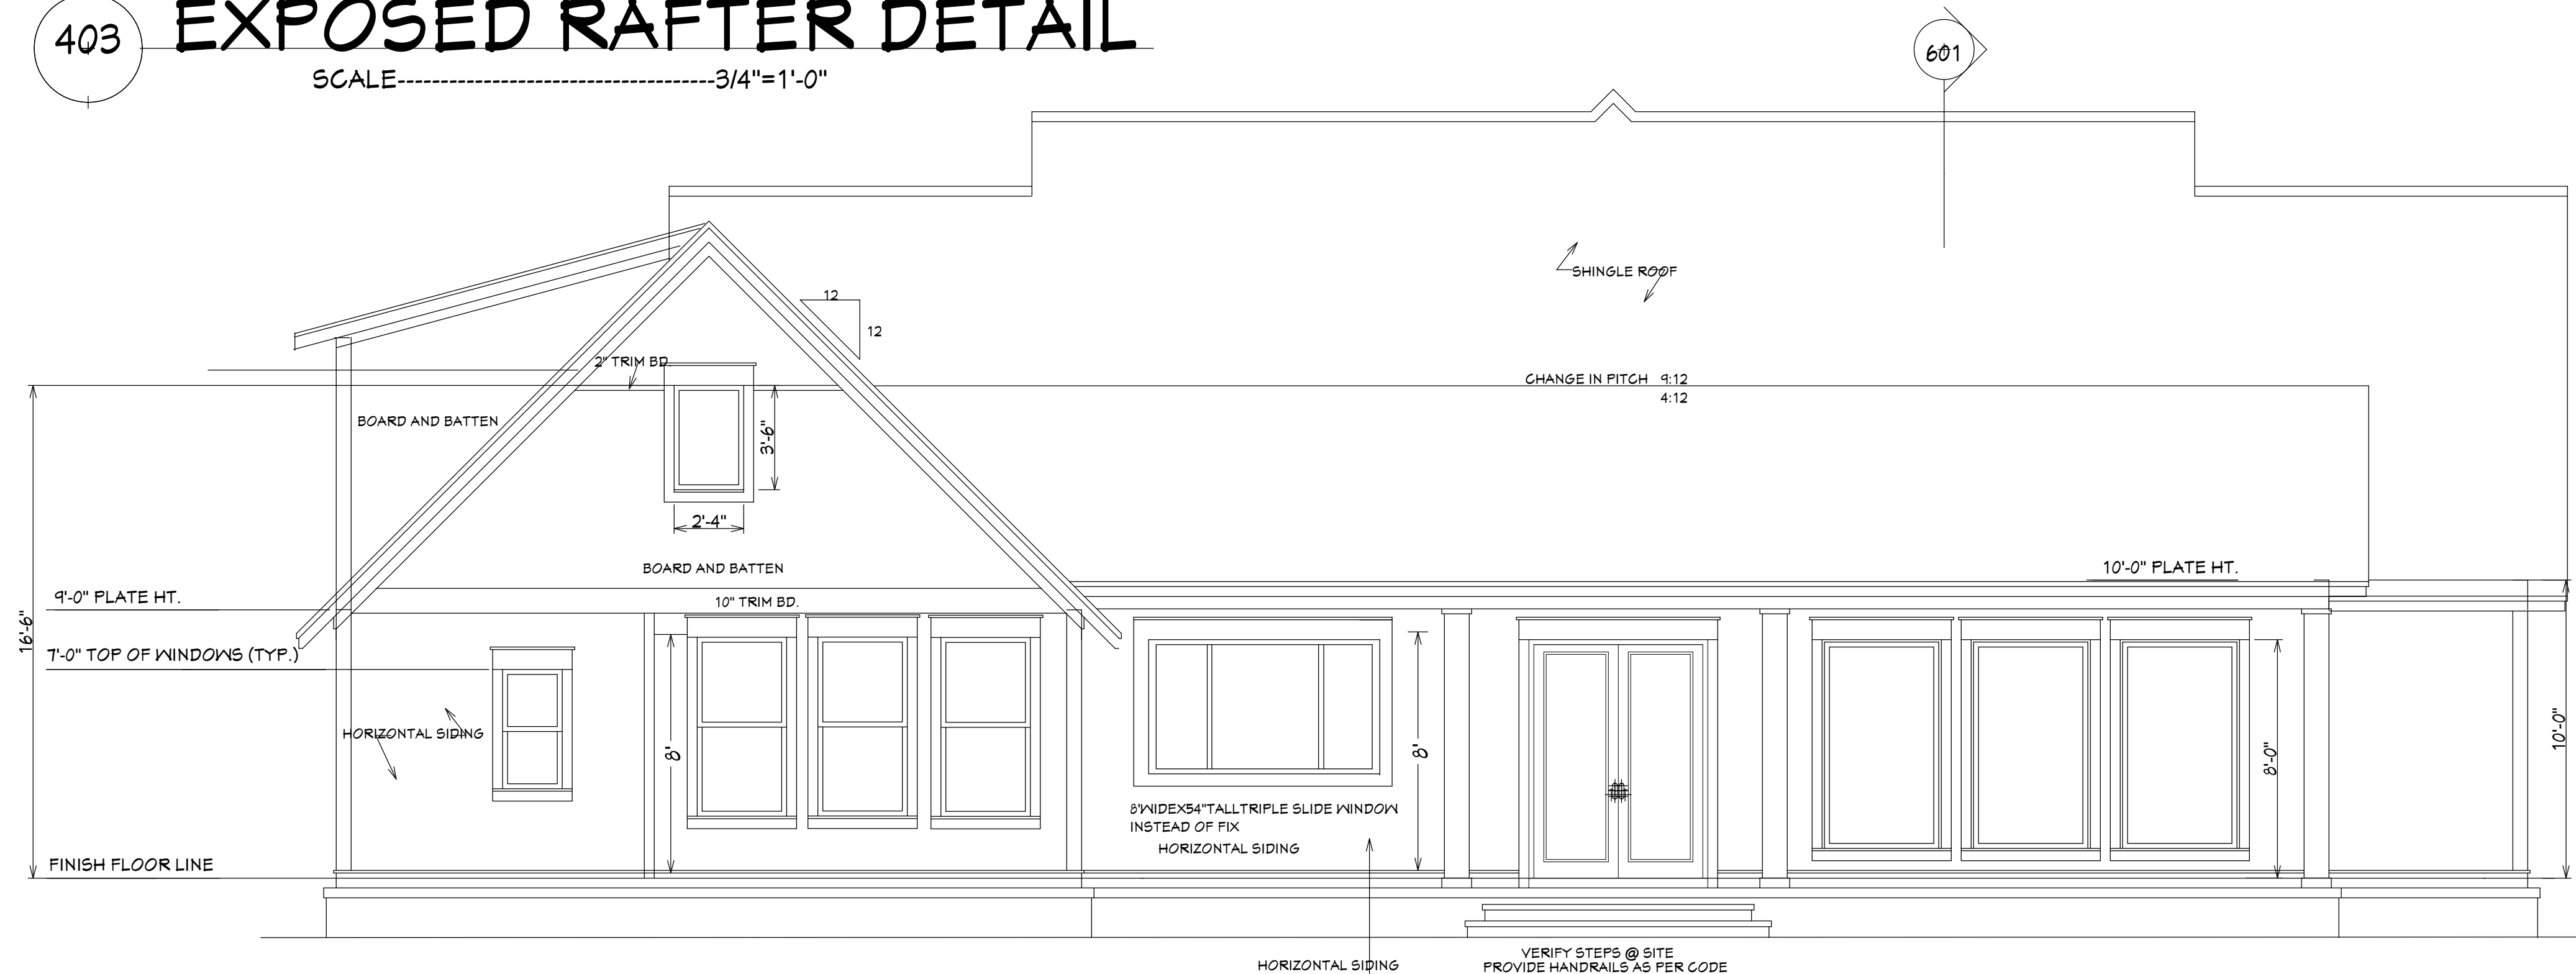 403
EXPOSED RAFTER DETAIL
SCALE-------------------------------------3/4"=1'-0"
601
SHINGLE ROOF
12
12
2" TRIM BD.
CHANGE IN PITCH 9:12
4:12
BOARD AND BATTEN
3'-6"
2'-4"
BOARD AND BATTEN
10'-0" PLATE HT.
9'-0" PLATE HT.
10" TRIM BD.
16'-6"
7'-0" TOP OF WINDOWS (TYP.)
HORIZONTAL SIDING
8'
8'
8'-0"
10'-0"
8'WIDEX54"TALLTRIPLE SLIDE WINDOW
INSTEAD OF FIX
HORIZONTAL SIDING
FINISH FLOOR LINE
VERIFY STEPS @ SITE
HORIZONTAL SIDING
PROVIDE HANDRAILS AS PER CODE